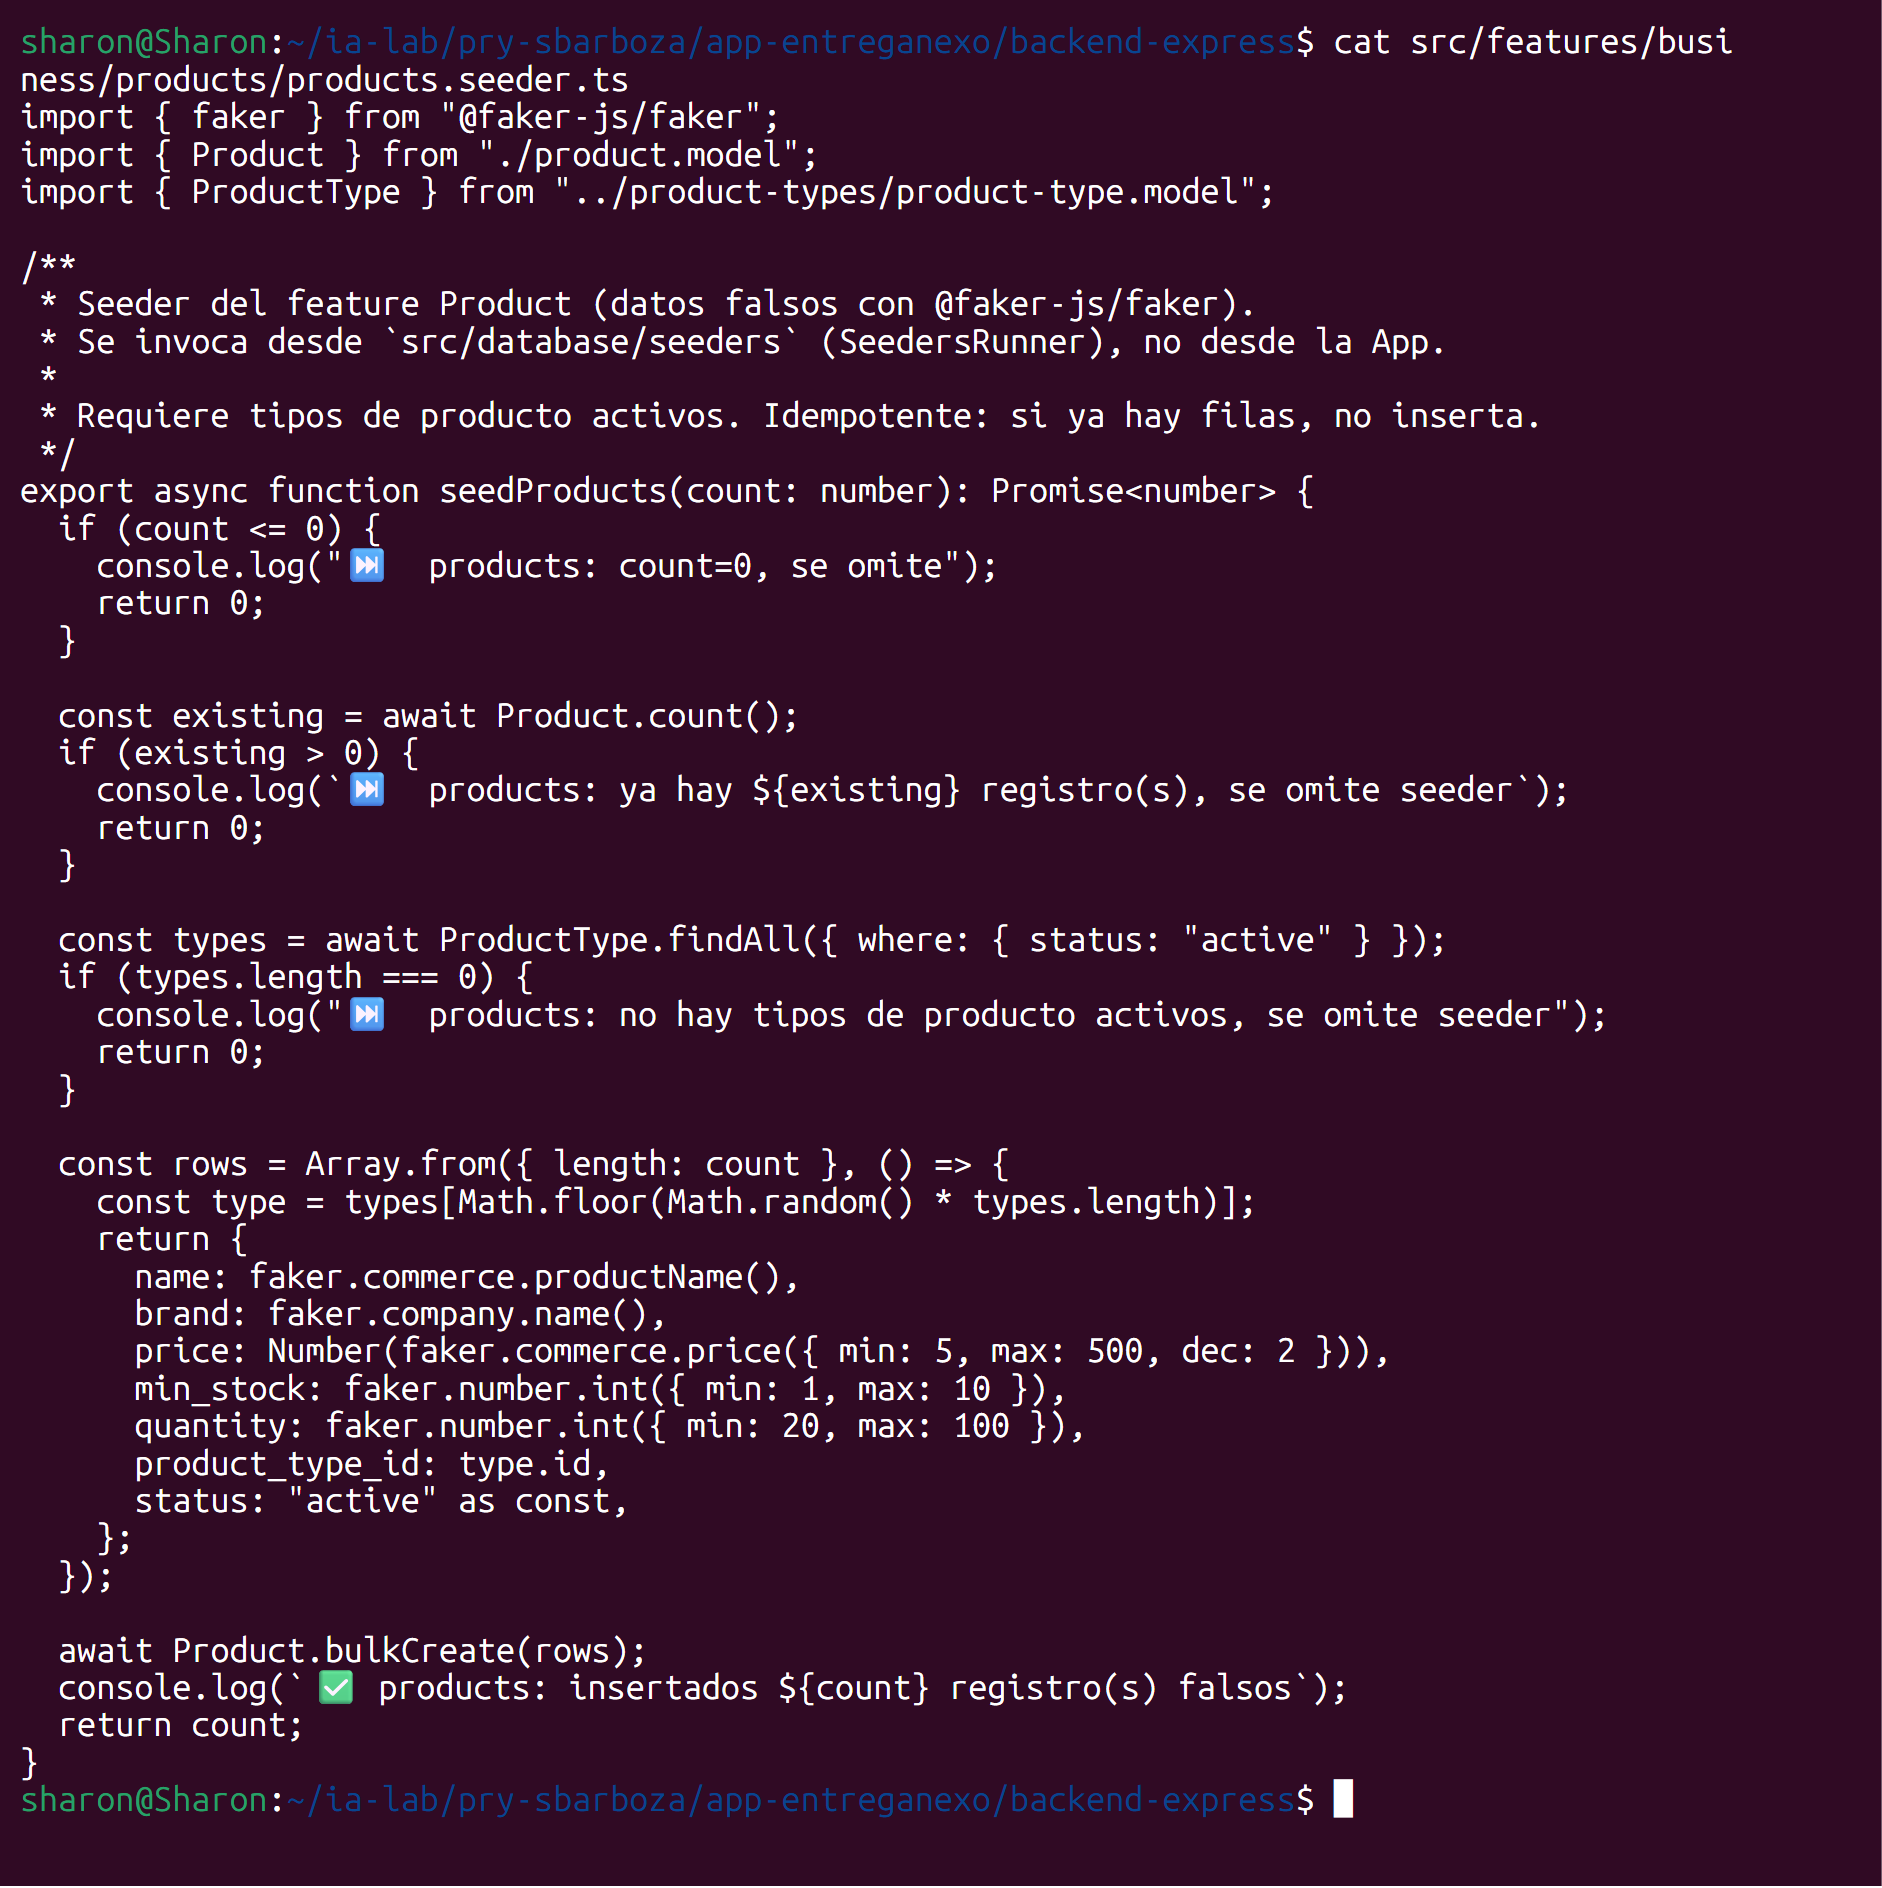 sharon@Sharon:~/ia-lab/pry-sbarboza/app-entreganexo/backend-express$ cat src/features/busi
ness/products/products.seeder.ts
import { faker } from "@faker-js/faker";
import { Product } from "./product.model";
import { ProductType } from "../product-types/product-type.model";

/**
 * Seeder del feature Product (datos falsos con @faker-js/faker).
 * Se invoca desde `src/database/seeders` (SeedersRunner), no desde la App.
 *
 * Requiere tipos de producto activos. Idempotente: si ya hay filas, no inserta.
 */
export async function seedProducts(count: number): Promise<number> {
  if (count <= 0) {
    console.log("⏭️  products: count=0, se omite");
    return 0;
  }

  const existing = await Product.count();
  if (existing > 0) {
    console.log(`⏭️  products: ya hay ${existing} registro(s), se omite seeder`);
    return 0;
  }

  const types = await ProductType.findAll({ where: { status: "active" } });
  if (types.length === 0) {
    console.log("⏭️  products: no hay tipos de producto activos, se omite seeder");
    return 0;
  }

  const rows = Array.from({ length: count }, () => {
    const type = types[Math.floor(Math.random() * types.length)];
    return {
      name: faker.commerce.productName(),
      brand: faker.company.name(),
      price: Number(faker.commerce.price({ min: 5, max: 500, dec: 2 })),
      min_stock: faker.number.int({ min: 1, max: 10 }),
      quantity: faker.number.int({ min: 20, max: 100 }),
      product_type_id: type.id,
      status: "active" as const,
    };
  });

  await Product.bulkCreate(rows);
  console.log(`✅ products: insertados ${count} registro(s) falsos`);
  return count;
}
sharon@Sharon:~/ia-lab/pry-sbarboza/app-entreganexo/backend-express$